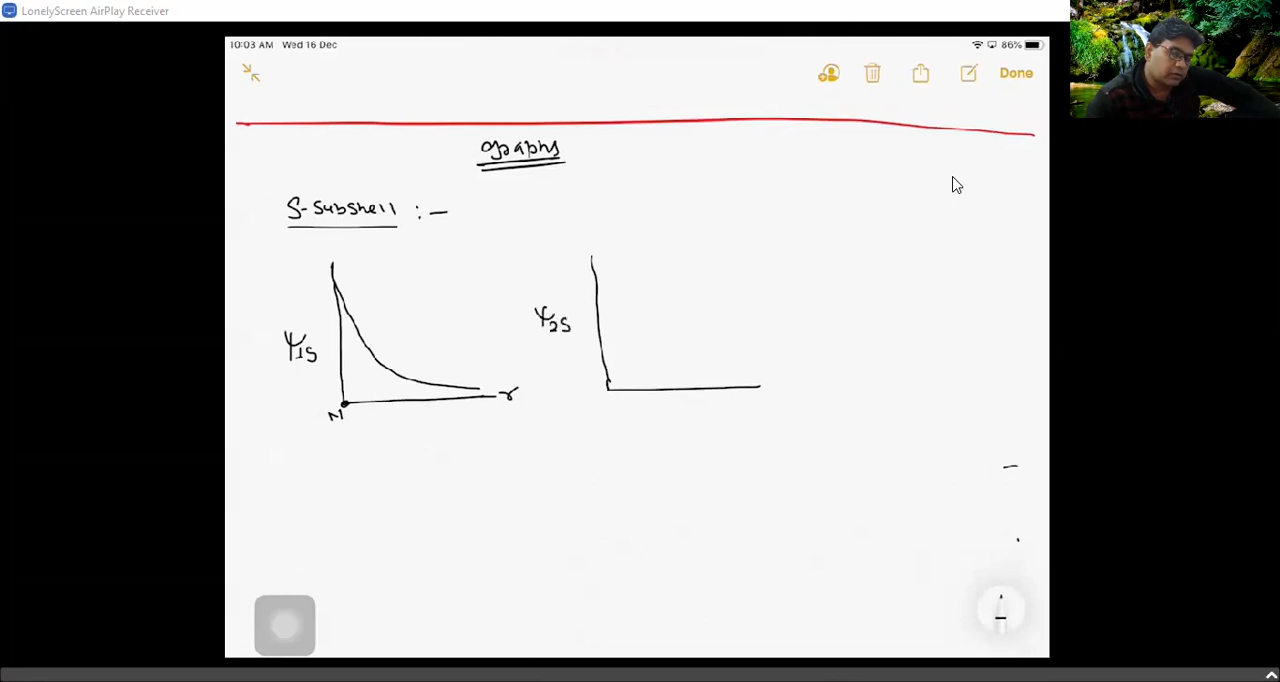 LonelyScreen AirPlay Receiver
10:03 AM Wed 16 Dec
86%
Done
Graphs
S-Subshell :-
Ψ1S
r
N
Ψ2S